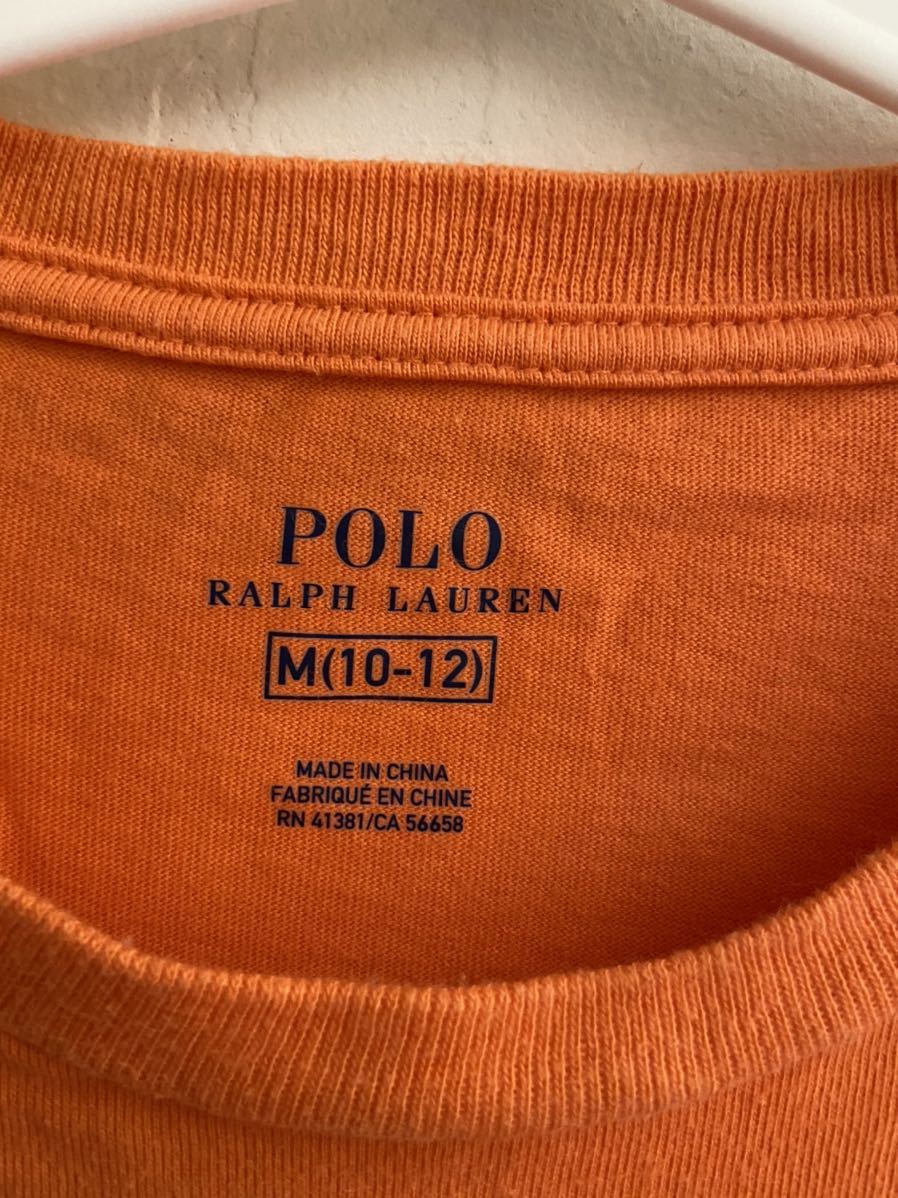 POLO
RALPH LAUREN
M(10-12)
MADE IN CHINA
FABRIQUÉ EN CHINE
RN 41381/CA 56658